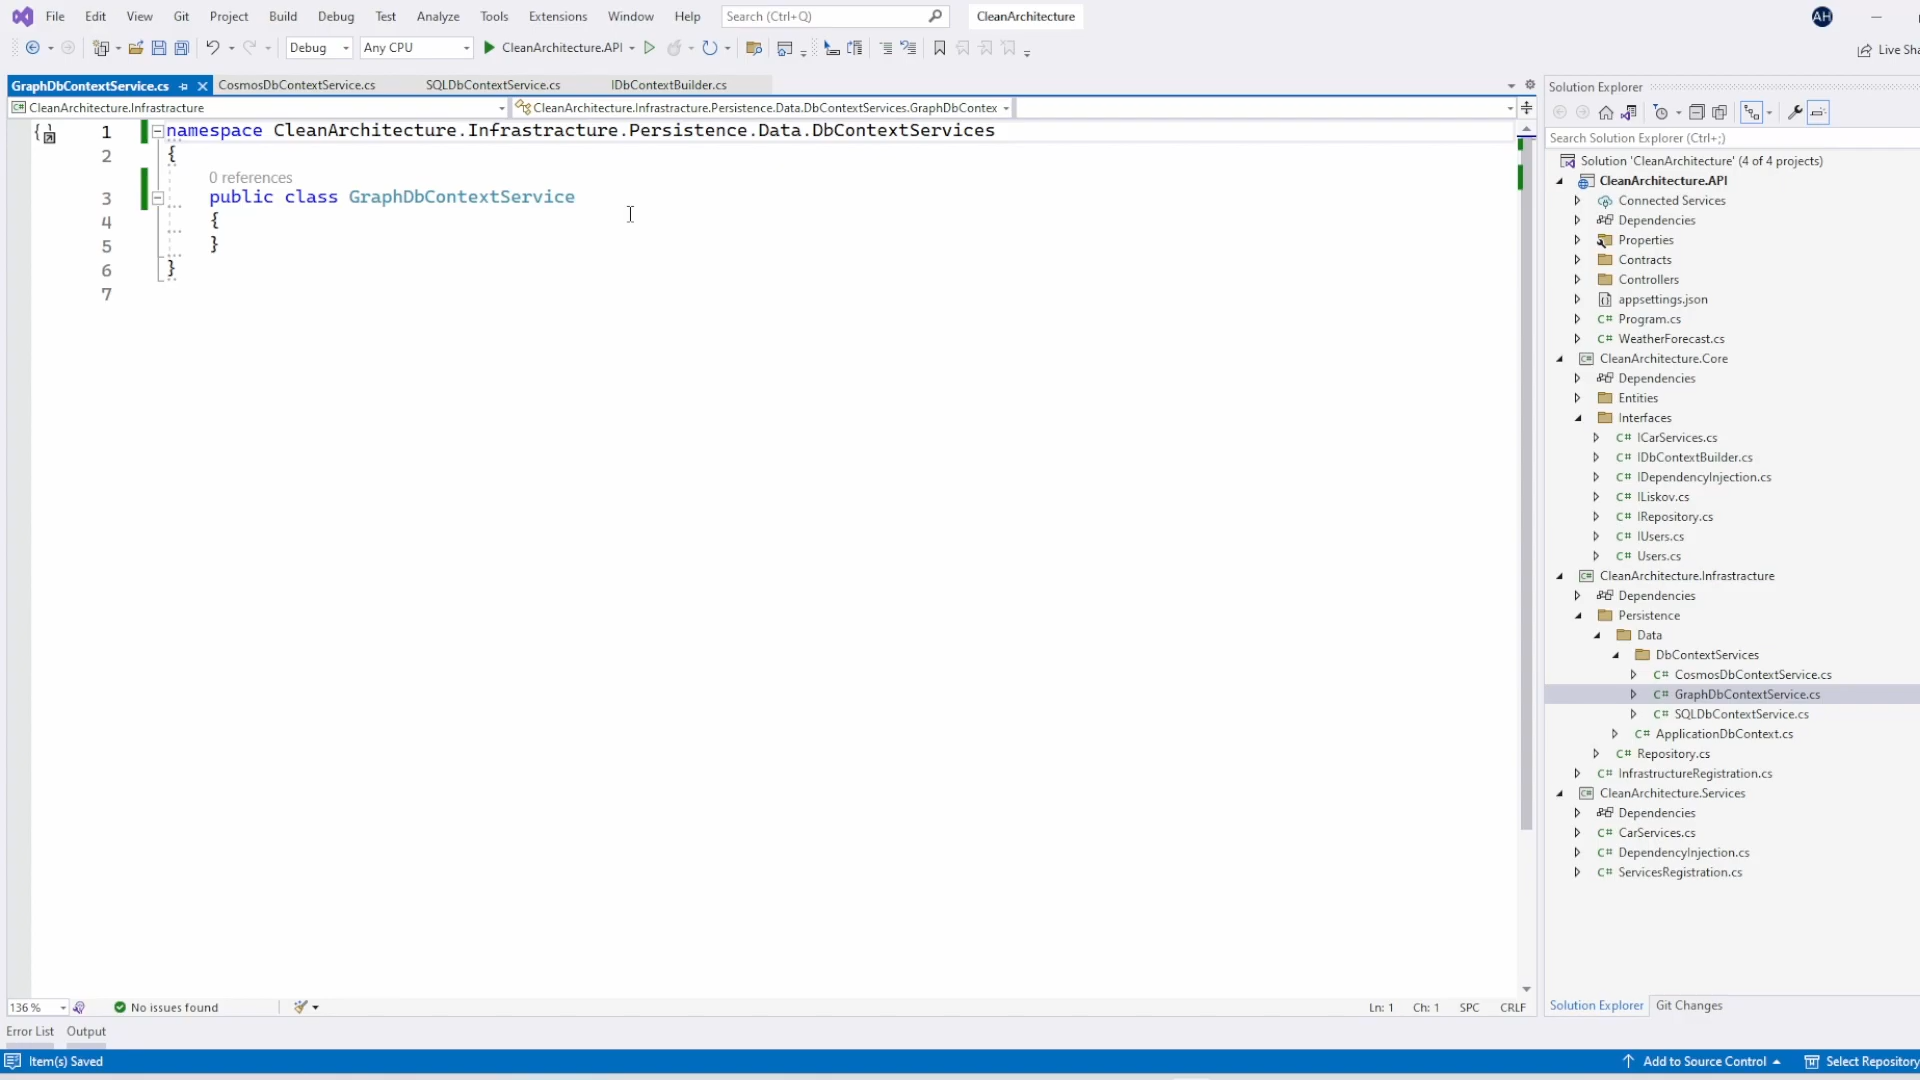 File Edit View Git Project Build Debug Test Analyze Tools Extensions Window Help Search (Ctrl+Q) CleanArchitecture AH
Debug Any CPU CleanArchitecture.API Live Sha
GraphDbContextService.cs CosmosDbContextService.cs SQLDbContextService.cs IDbContextBuilder.cs
CleanArchitecture.Infrastracture CleanArchitecture.Infrastracture.Persistence.Data.DbContextServices.GraphDbContex
1 namespace CleanArchitecture.Infrastracture.Persistence.Data.DbContextServices
2 {
0 references
3 public class GraphDbContextService
4 {
5 }
6 }
7
136 % No issues found Ln: 1 Ch: 1 SPC CRLF
Error List Output
Item(s) Saved
Solution Explorer
Search Solution Explorer (Ctrl+;)
Solution 'CleanArchitecture' (4 of 4 projects)
CleanArchitecture.API
Connected Services
Dependencies
Properties
Contracts
Controllers
appsettings.json
C# Program.cs
C# WeatherForecast.cs
CleanArchitecture.Core
Dependencies
Entities
Interfaces
C# ICarServices.cs
C# IDbContextBuilder.cs
C# IDependencyInjection.cs
C# ILiskov.cs
C# IRepository.cs
C# IUsers.cs
C# Users.cs
CleanArchitecture.Infrastracture
Dependencies
Persistence
Data
DbContextServices
C# CosmosDbContextService.cs
C# GraphDbContextService.cs
C# SQLDbContextService.cs
C# ApplicationDbContext.cs
C# Repository.cs
C# InfrastructureRegistration.cs
CleanArchitecture.Services
Dependencies
C# CarServices.cs
C# DependencyInjection.cs
C# ServicesRegistration.cs
Solution Explorer Git Changes
Add to Source Control Select Repository